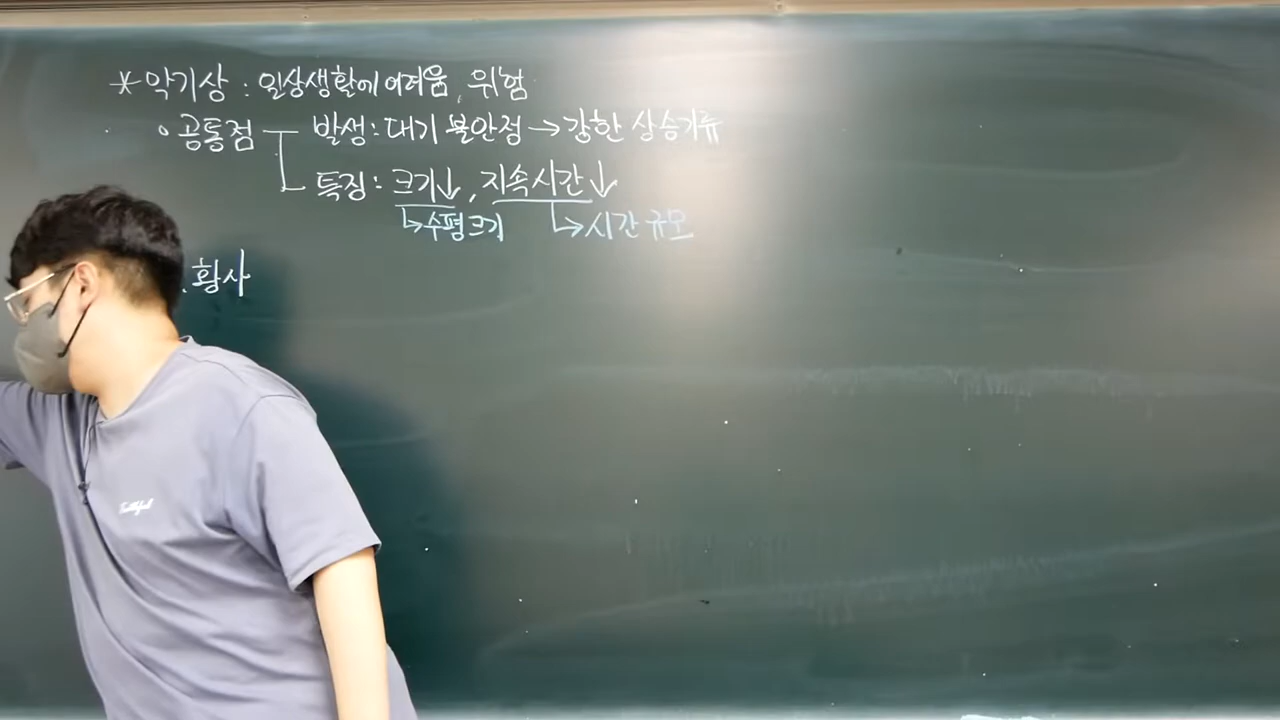 * 악기상 : 일상생활에 어려움, 위험
• 공통점 발생: 대기 불안정 → 강한 상승기류
특징: 크기↓, 지속시간↓
↳수평크기 ↳시간 규모
. 황사